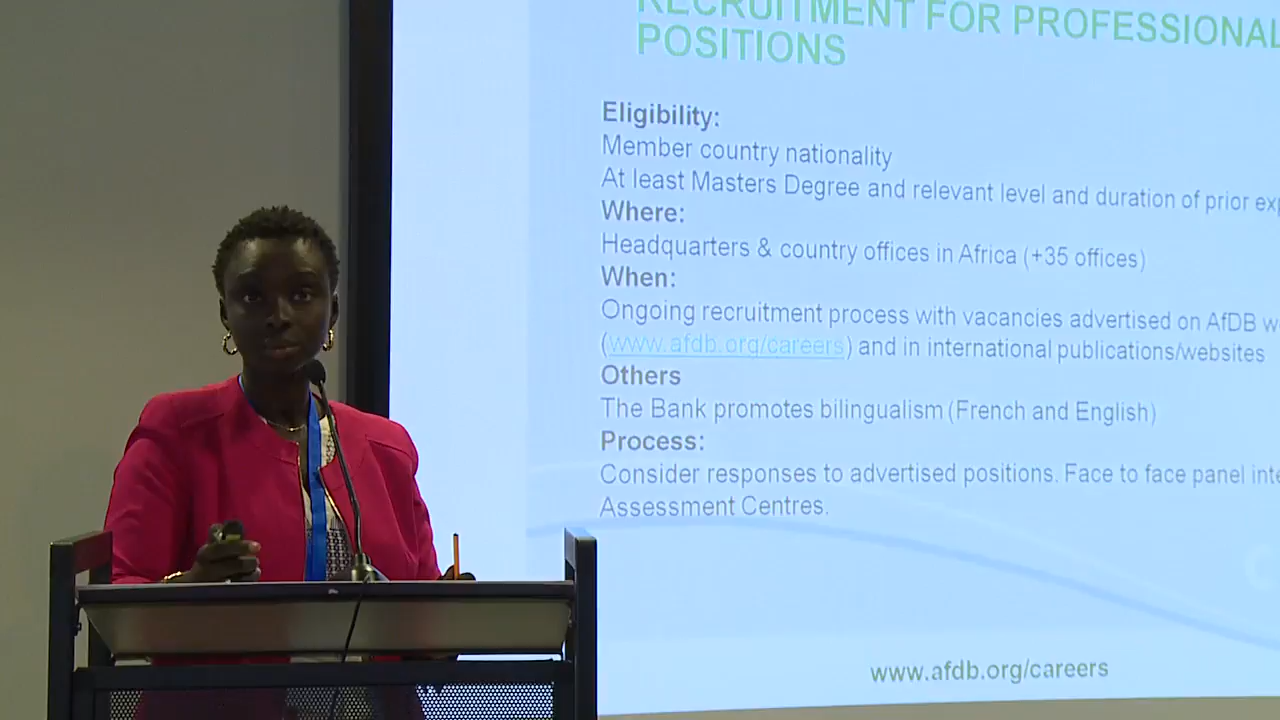 RECRUITMENT FOR PROFESSIONAL
POSITIONS
Eligibility:
Member country nationality
At least Masters Degree and relevant level and duration of prior
Where:
Headquarters & country offices in Africa (+35 offices)
When:
Ongoing recruitment process with vacancies advertised on AfDB
(www.afdb.org/careers) and in international publications/websites
Others
The Bank promotes bilingualism (French and English)
Process:
Consider responses to advertised positions. Face to face panel
Assessment Centres.
www.afdb.org/careers